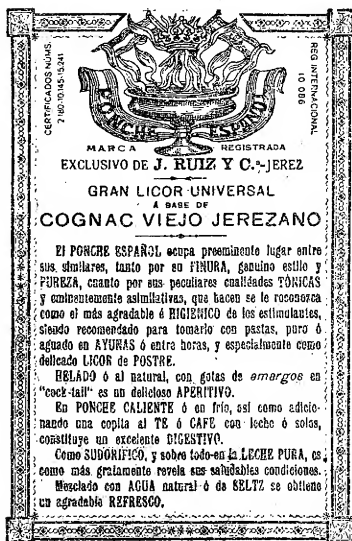 CERTIFICADOS NÚMS.
2180-10.145-15.241
REG INTERNACIONAL
10 086
PONCHE ESPAÑOL
MARCA REGISTRADA
EXCLUSIVO DE J. RUIZ Y C.ª-JEREZ
GRAN LICOR UNIVERSAL
Á BASE DE
COGNAC VIEJO JEREZANO
El PONCHE ESPAÑOL ocupa preeminente lugar entre
sus similares, tanto por su FINURA, genuino estilo y
PUREZA, cuanto por sus peculiares cualidades TÓNICAS
y eminentemente asimilativas, que hacen se le reconozca
como el más agradable é HIGIENICO de los estimulantes,
siendo recomendado para tomarlo con pastas, puro ó
aguado en AYUNAS ó entre horas, y especialmente como
delicado LICOR de POSTRE.
HELADO ó al natural, con gotas de amargos en
"cock-tail" es un delicioso APERITIVO.
En PONCHE CALIENTE ó en frío, así como adicio-
nando una copita al TÉ ó CAFÉ con leche ó solos,
constituye un excelente DIGESTIVO.
Como SUDORÍFICO, y sobre todo en la LECHE PURA, es
como más gratamente revela sus saludables condiciones.
Mezclado con AGUA natural ó de SELTZ se obtiene
un agradable REFRESCO.